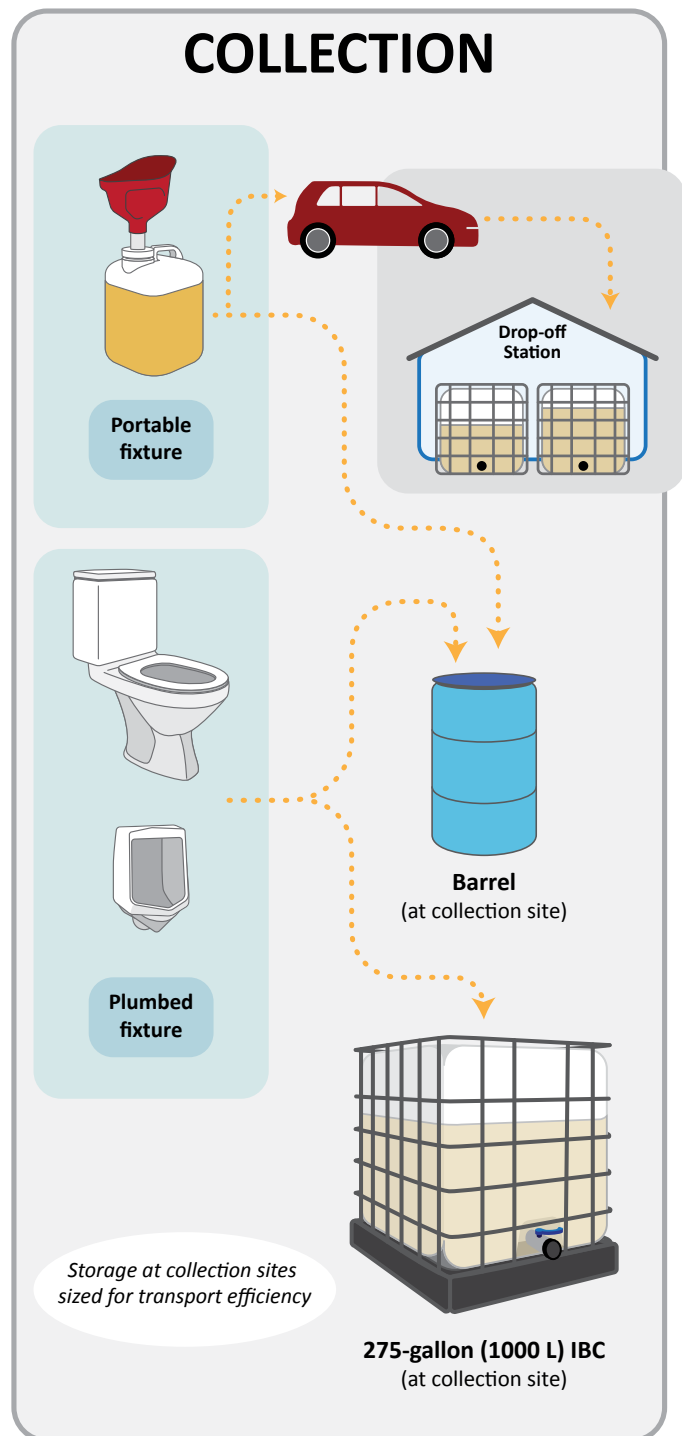 COLLECTION
Drop-off
Station
Portable
fixture
Barrel
(at collection site)
Plumbed
fixture
Storage at collection sites
sized for transport efficiency
275-gallon (1000 L) IBC
(at collection site)